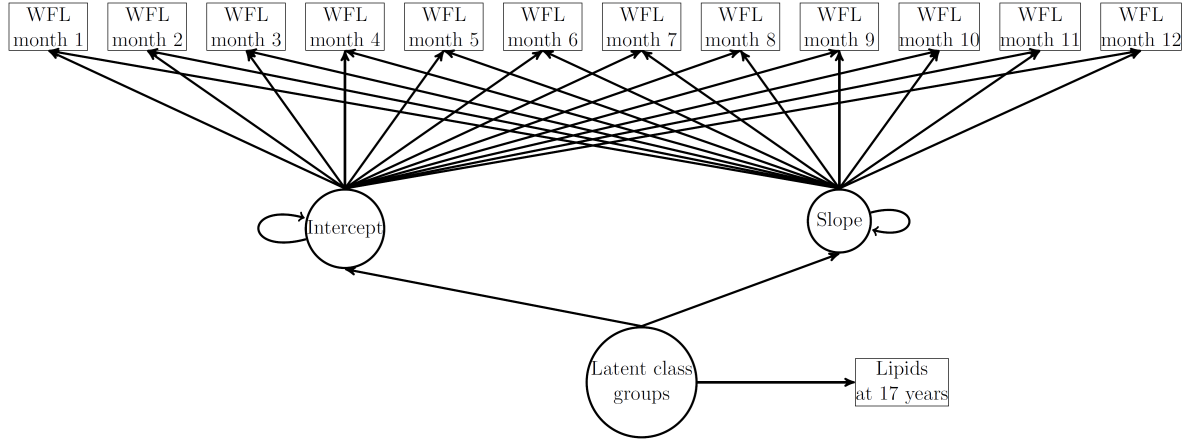 WFL
month 1
WFL
month 2
WFL
month 3
WFL
month 4
WFL
month 5
WFL
month 6
WFL
month 7
WFL
month 8
WFL
month 9
WFL
month 10
WFL
month 11
WFL
month 12
Intercept
Slope
Latent class
groups
Lipids
at 17 years